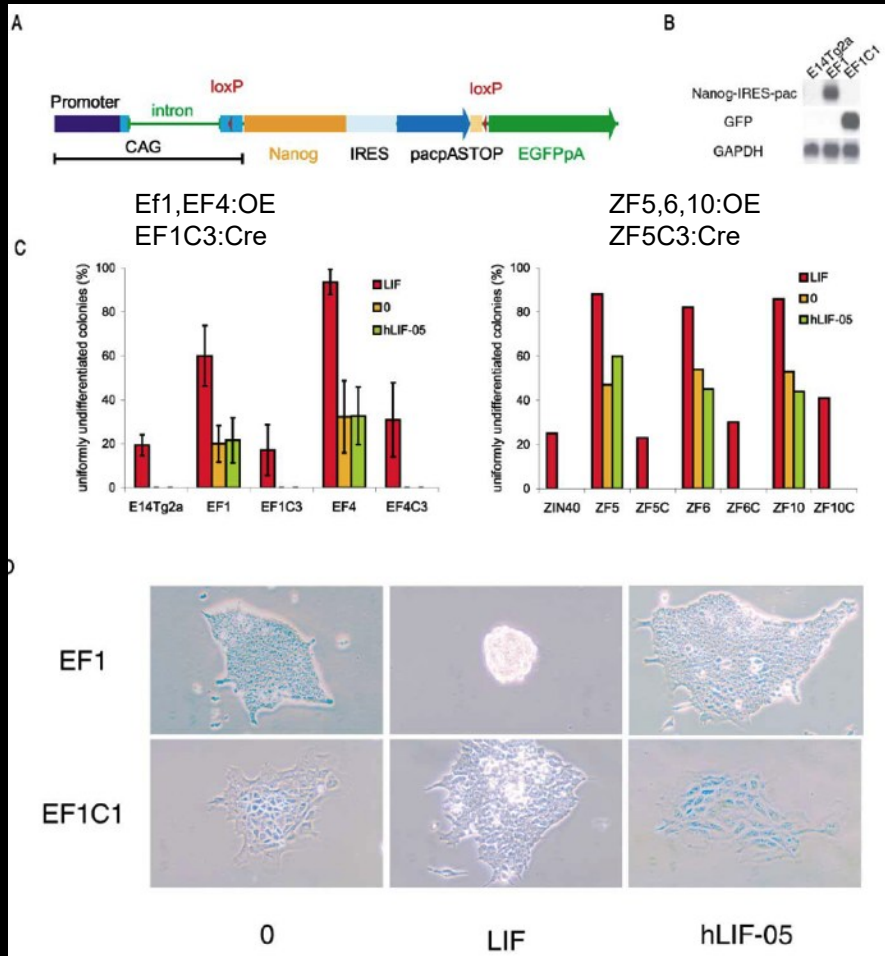 A
B
loxP
loxP
Promoter
intron
CAG
Nanog
IRES
pacpASTOP
EGFPpA
E14Tg2a
EF1
EF1C1
Nanog-IRES-pac
GFP
GAPDH
Ef1,EF4:OE
EF1C3:Cre
ZF5,6,10:OE
ZF5C3:Cre
C
uniformly undifferentiated colonies (%)
100
80
60
40
20
0
LIF
0
hLIF-05
E14Tg2a EF1 EF1C3 EF4 EF4C3
uniformly undifferentiated colonies (%)
100
80
60
40
20
0
LIF
0
hLIF-05
ZIN40 ZF5 ZF5C ZF6 ZF6C ZF10 ZF10C
D
EF1
EF1C1
0 LIF hLIF-05